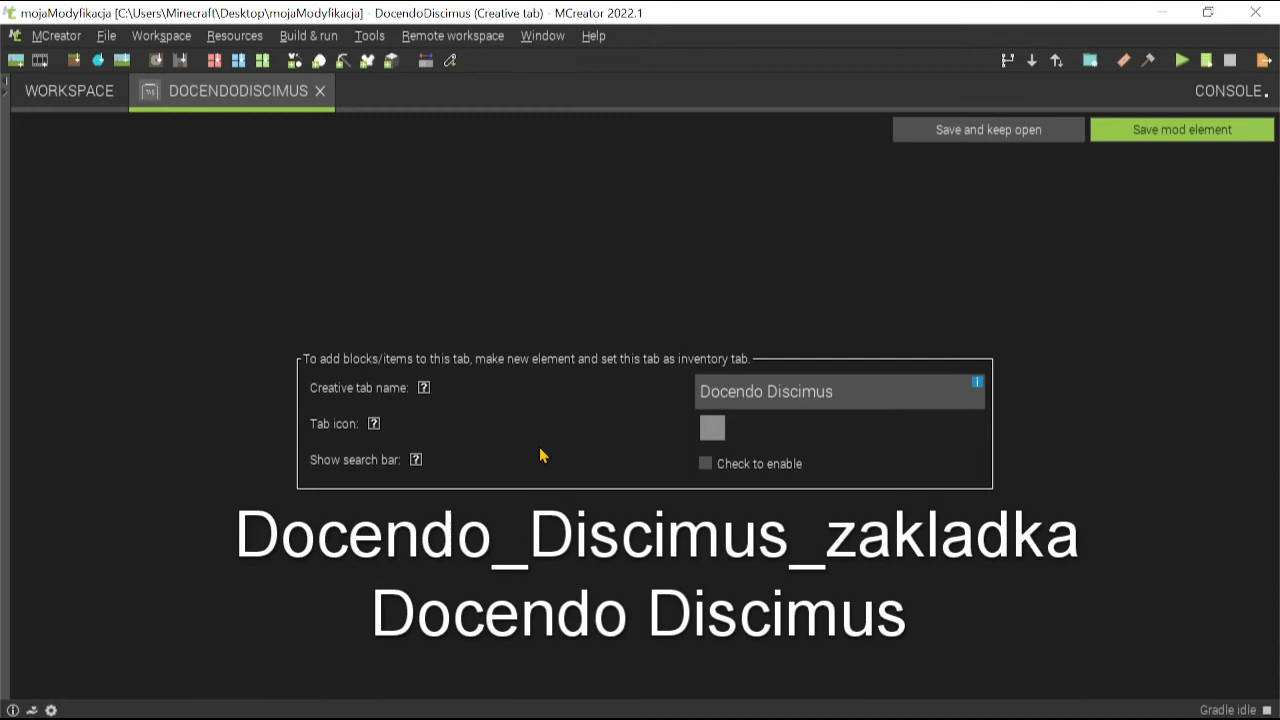 mojaModyfikacja [C:\Users\Minecraft\Desktop\mojaModyfikacja] - DocendoDiscimus (Creative tab) - MCreator 2022.1
MCreator File Workspace Resources Build & run Tools Remote workspace Window Help
WORKSPACE DOCENDODISCIMUS CONSOLE
Save and keep open Save mod element
To add blocks/items to this tab, make new element and set this tab as inventory tab.
Creative tab name: ? Docendo Discimus i
Tab icon: ?
Show search bar: ? Check to enable
Docendo_Discimus_zakladka
Docendo Discimus
Gradle idle